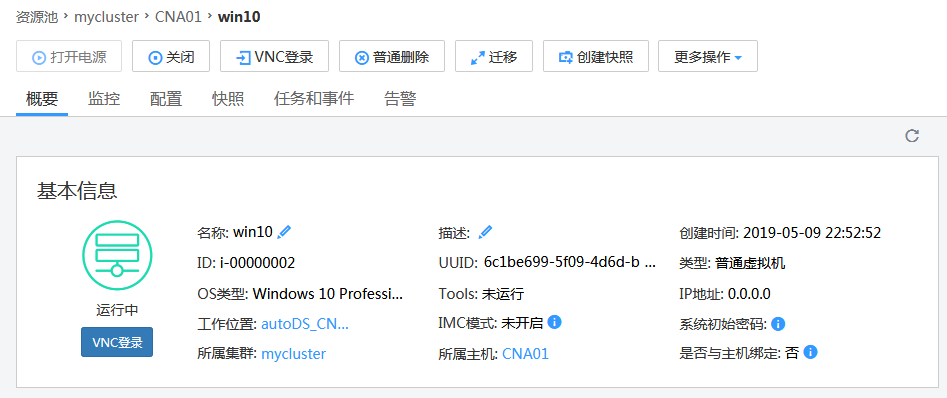 资源池 > mycluster > CNA01 > win10
打开电源 关闭 VNC登录 普通删除 迁移 创建快照 更多操作
概要 监控 配置 快照 任务和事件 告警
基本信息
名称: win10 描述: 创建时间: 2019-05-09 22:52:52
ID: i-00000002 UUID: 6c1be699-5f09-4d6d-b ... 类型: 普通虚拟机
运行中 OS类型: Windows 10 Professi... Tools: 未运行 IP地址: 0.0.0.0
VNC登录 工作位置: autoDS_CN... IMC模式: 未开启 系统初始密码:
所属集群: mycluster 所属主机: CNA01 是否与主机绑定: 否